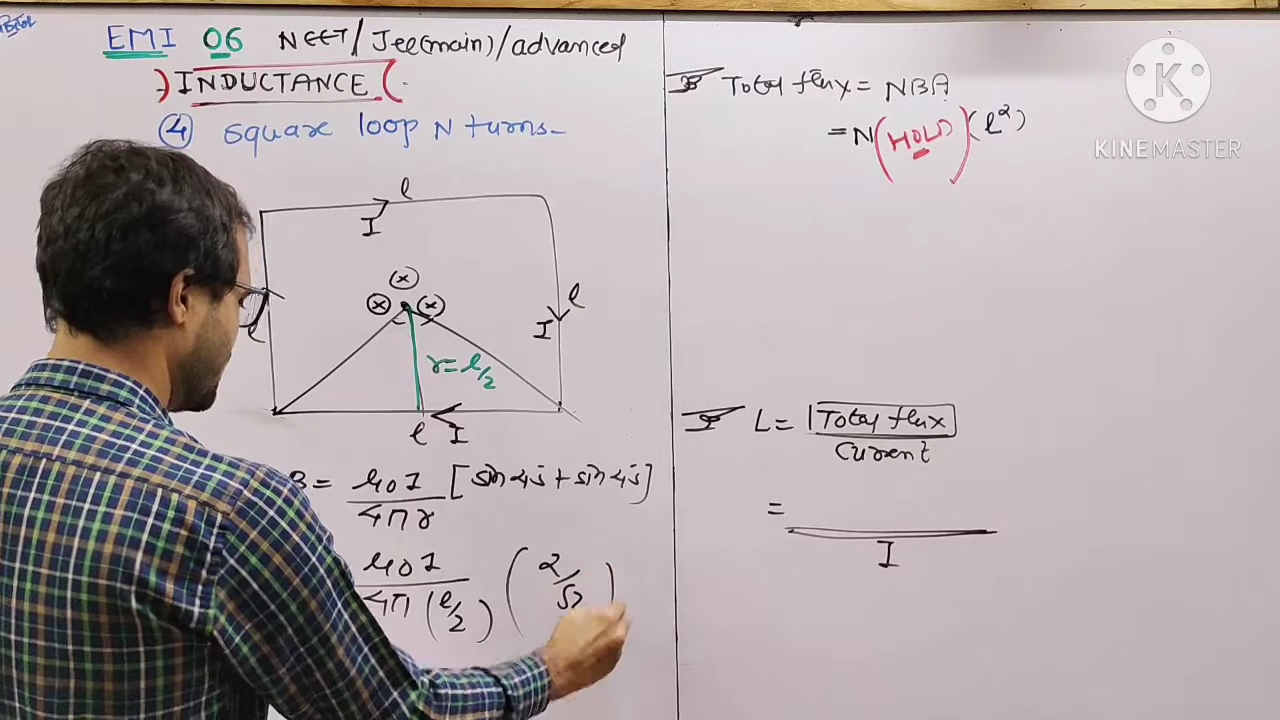 EMI 06 NEET/Jee(main)/advanced
INDUCTANCE
④ square loop N turns-
l
I
(x)
(x) (x)
l
I
l
r=l/2
l I
B = μ0I/4πr [sin45+sin45]
μ0I/4π(l/2) (2/√2)
Total flux = NBA
=N(HOLD)(l²)
L= Total flux
Current
=
I
K
KINEMASTER